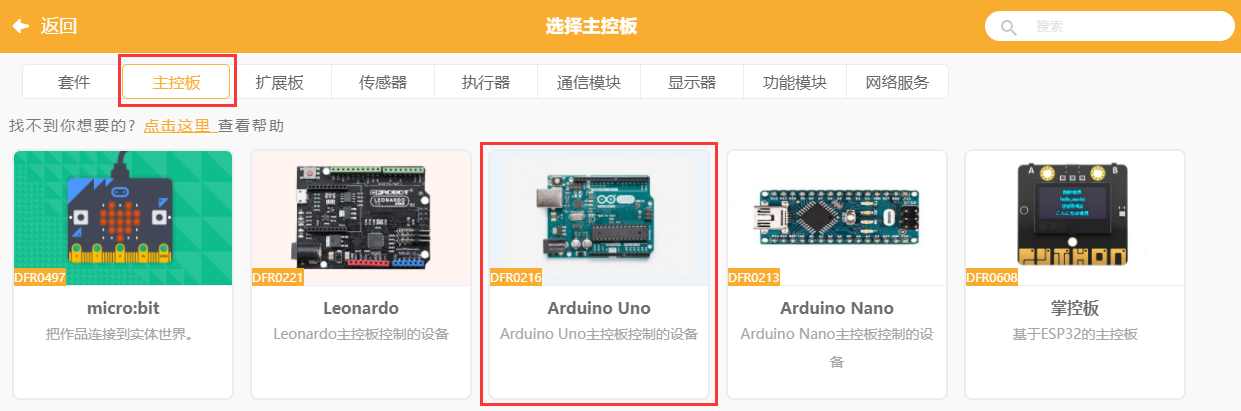 返回
选择主控板
搜索
套件
主控板
扩展板
传感器
执行器
通信模块
显示器
功能模块
网络服务
找不到你想要的？点击这里 查看帮助
DFR0497
micro:bit
把作品连接到实体世界。
LEONARDO
DFR0221
Leonardo
Leonardo主控板控制的设备
DFR0216
Arduino Uno
Arduino Uno主控板控制的设备
DFR0213
Arduino Nano
Arduino Nano主控板控制的设
备
A
B
hello,world
DFR0608
掌控板
基于ESP32的主控板